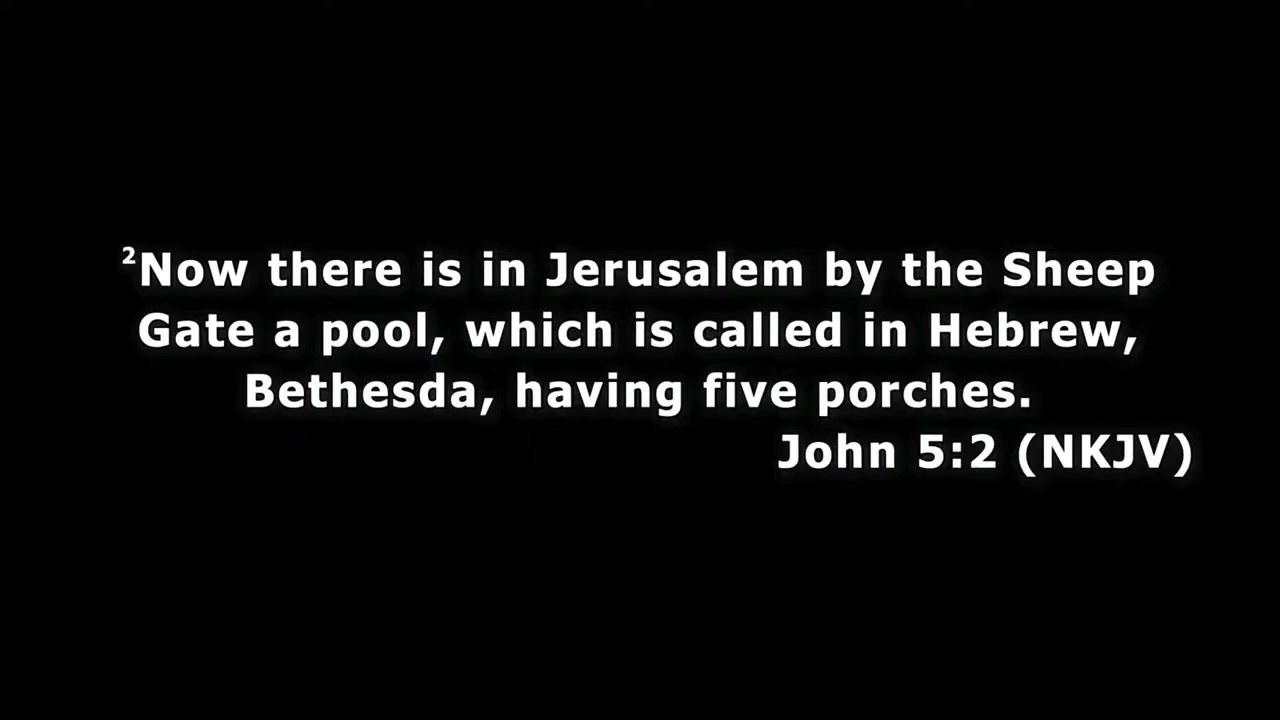 ²Now there is in Jerusalem by the Sheep
Gate a pool, which is called in Hebrew,
Bethesda, having five porches.
John 5:2 (NKJV)